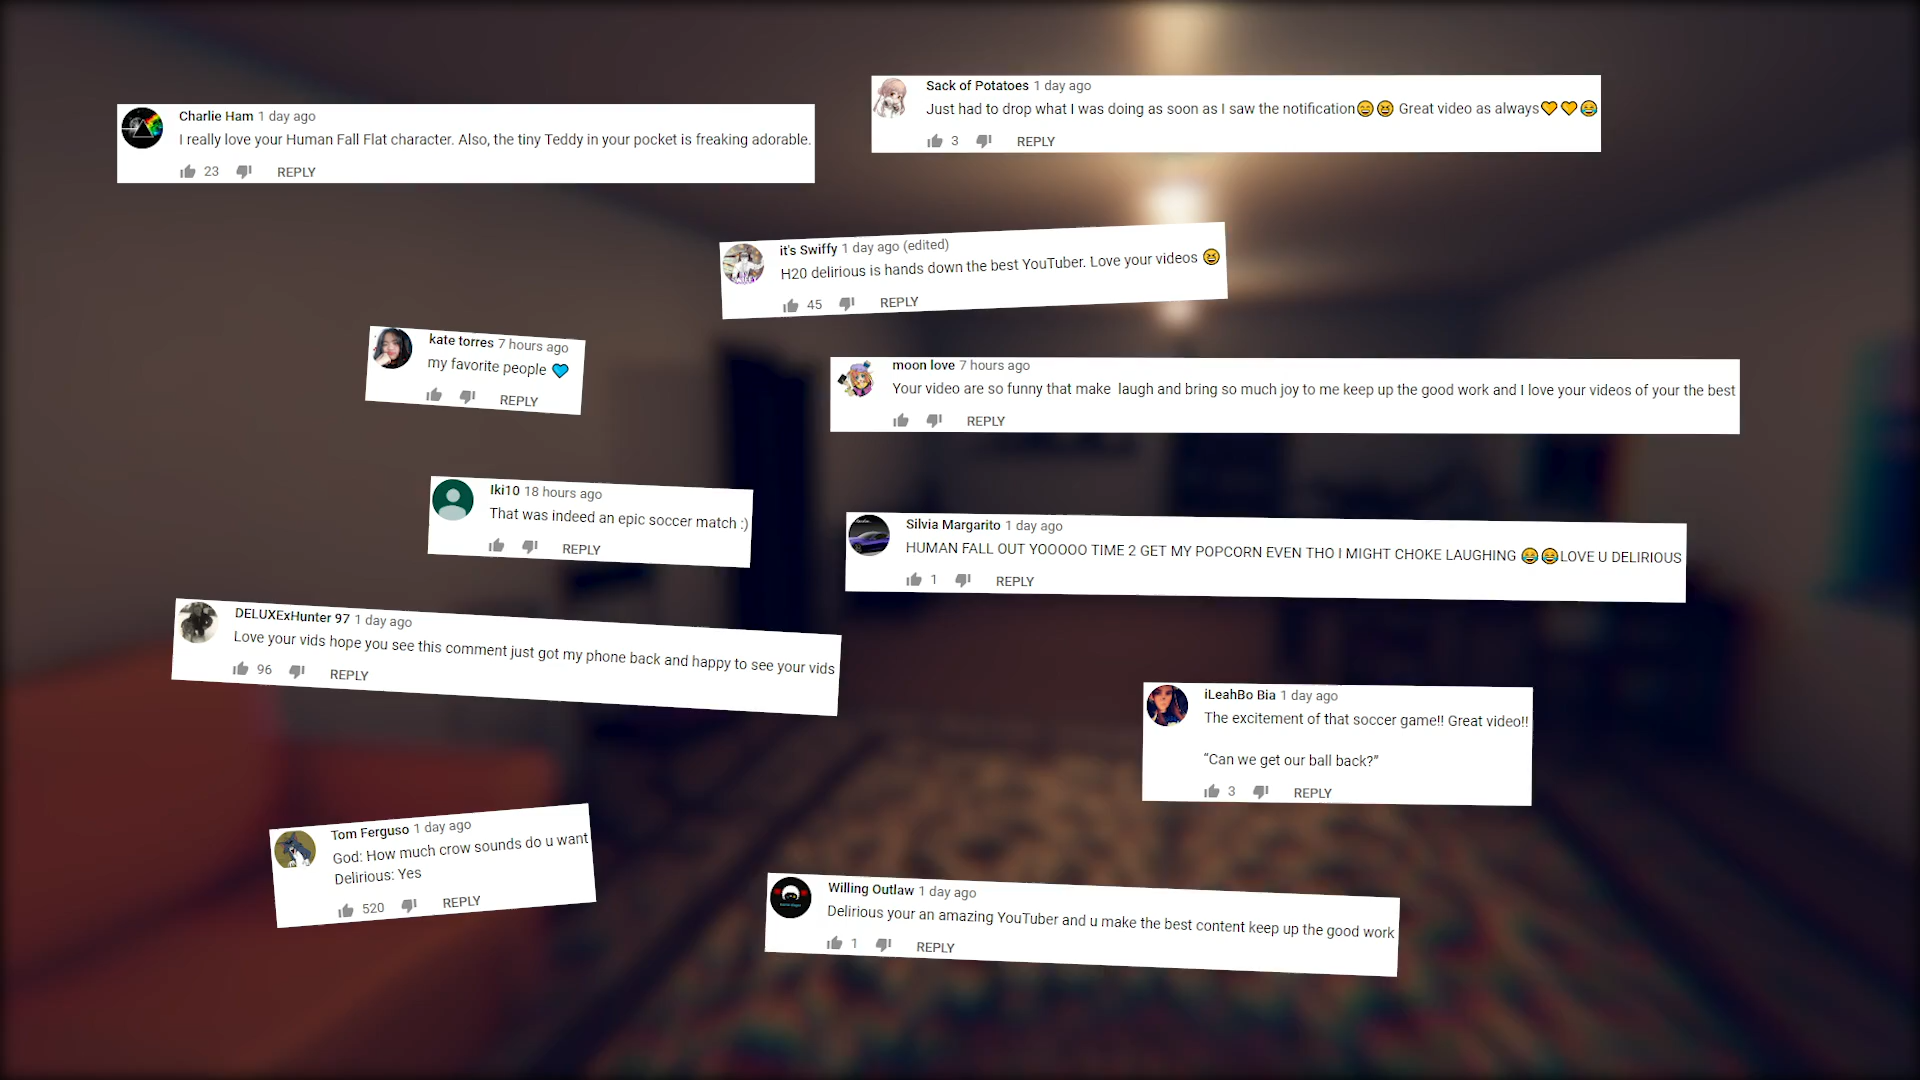 Charlie Ham 1 day ago
I really love your Human Fall Flat character. Also, the tiny Teddy in your pocket is freaking adorable.
23 REPLY
Sack of Potatoes 1 day ago
Just had to drop what I was doing as soon as I saw the notification😄😆 Great video as always💛💛😂
3 REPLY
it's Swiffy 1 day ago (edited)
H20 delirious is hands down the best YouTuber. Love your videos 😆
45 REPLY
kate torres 7 hours ago
my favorite people 💙
REPLY
moon love 7 hours ago
Your video are so funny that make laugh and bring so much joy to me keep up the good work and I love your videos of your the best
REPLY
Iki10 18 hours ago
That was indeed an epic soccer match :)
REPLY
Silvia Margarito 1 day ago
HUMAN FALL OUT YOOOOO TIME 2 GET MY POPCORN EVEN THO I MIGHT CHOKE LAUGHING 😂😂LOVE U DELIRIOUS
1 REPLY
DELUXExHunter 97 1 day ago
Love your vids hope you see this comment just got my phone back and happy to see your vids
96 REPLY
iLeahBo Bia 1 day ago
The excitement of that soccer game!! Great video!!
“Can we get our ball back?”
3 REPLY
Tom Ferguso 1 day ago
God: How much crow sounds do u want
Delirious: Yes
520 REPLY
Willing Outlaw 1 day ago
Delirious your an amazing YouTuber and u make the best content keep up the good work
1 REPLY